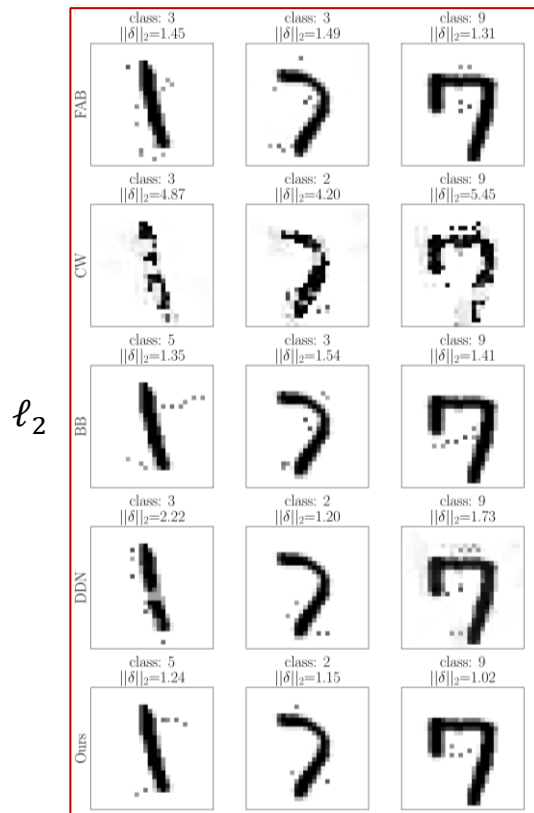 class: 3 class: 3 class: 9
||δ||₂=1.45 ||δ||₂=1.49 ||δ||₂=1.31
FAB
class: 3 class: 2 class: 9
||δ||₂=4.87 ||δ||₂=4.20 ||δ||₂=5.45
CW
class: 5 class: 3 class: 9
||δ||₂=1.35 ||δ||₂=1.54 ||δ||₂=1.41
ℓ₂
BB
class: 3 class: 2 class: 9
||δ||₂=2.22 ||δ||₂=1.20 ||δ||₂=1.73
DDN
class: 5 class: 2 class: 9
||δ||₂=1.24 ||δ||₂=1.15 ||δ||₂=1.02
Ours